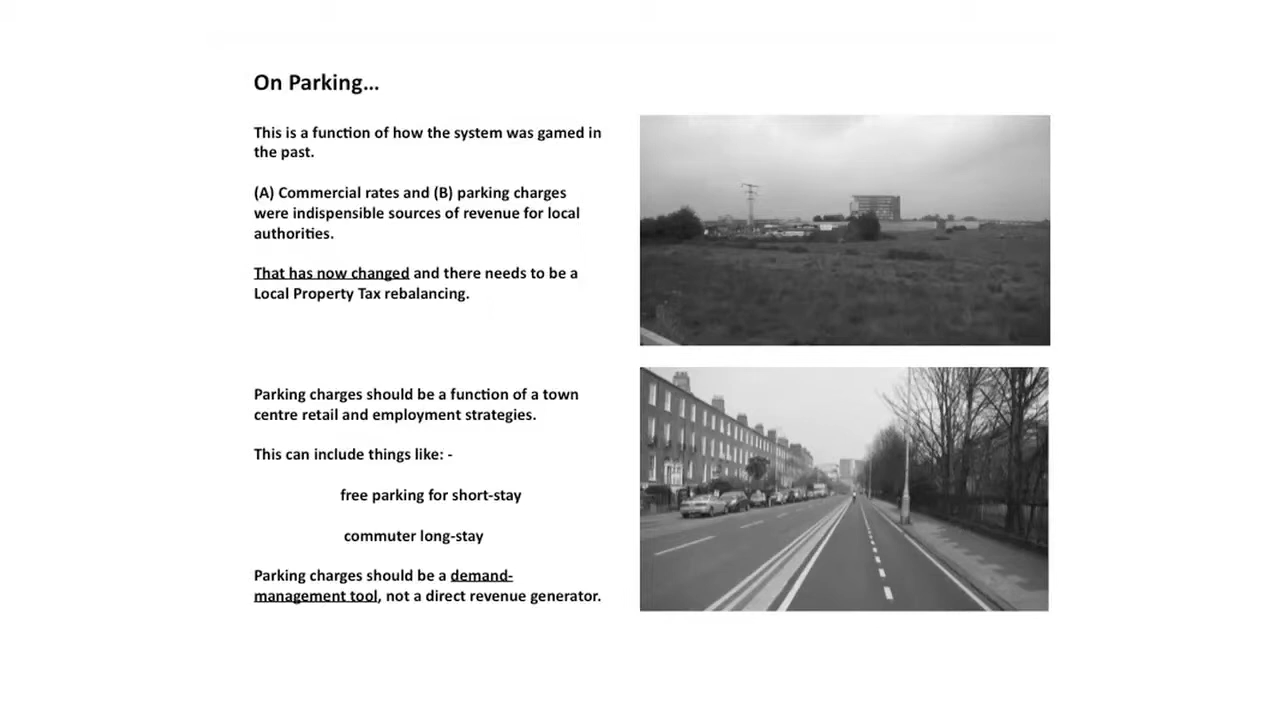 On Parking...
This is a function of how the system was gamed in
the past.
(A) Commercial rates and (B) parking charges
were indispensible sources of revenue for local
authorities.
That has now changed and there needs to be a
Local Property Tax rebalancing.
Parking charges should be a function of a town
centre retail and employment strategies.
This can include things like: -
free parking for short-stay
commuter long-stay
Parking charges should be a demand-
management tool, not a direct revenue generator.